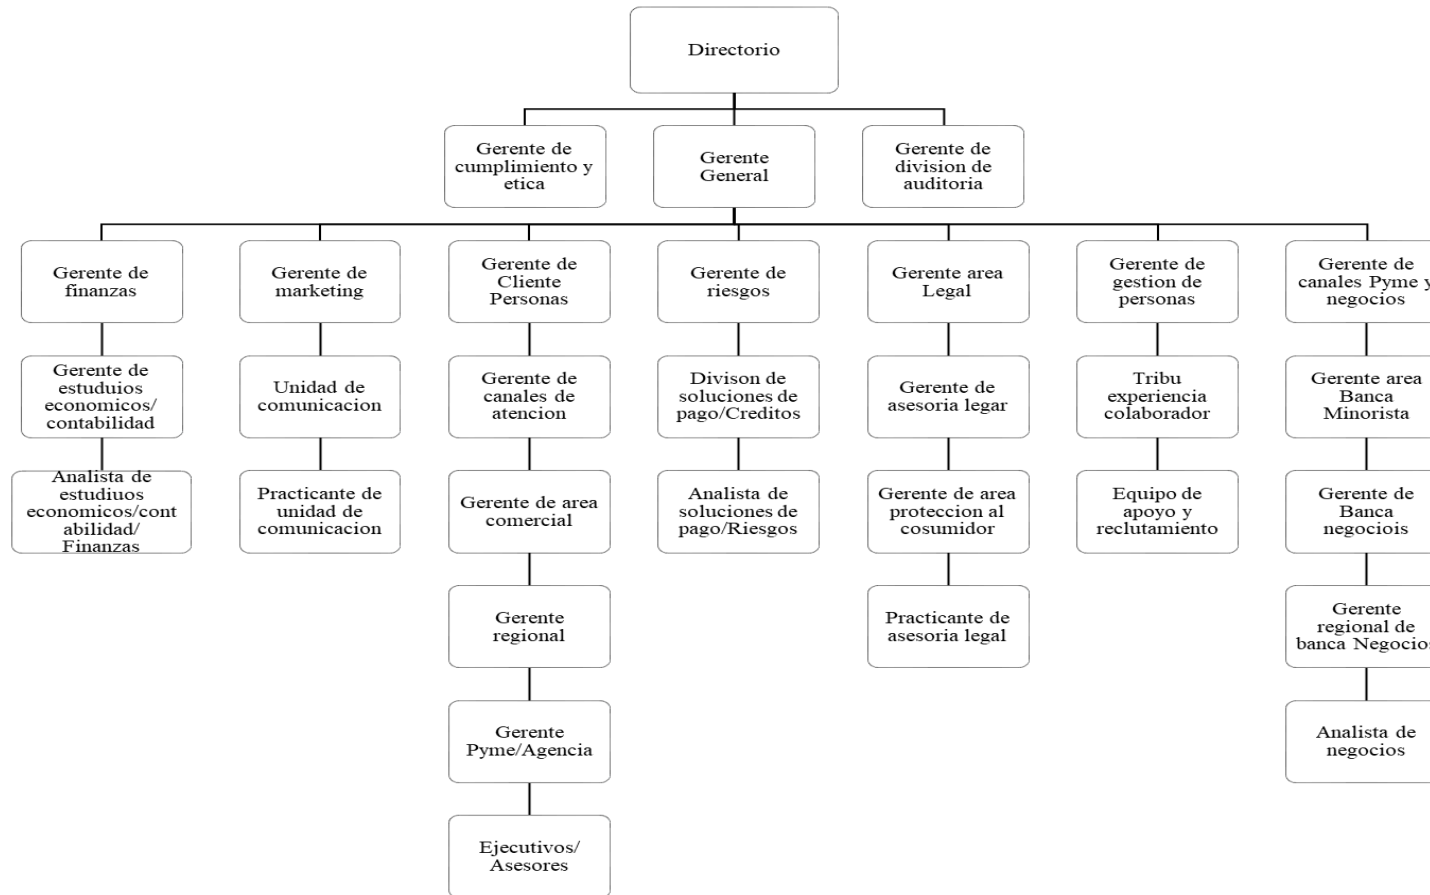 Directorio
Gerente de
cumplimiento y
etica
Gerente
General
Gerente de
division de
auditoria
Gerente de
finanzas
Gerente de
marketing
Gerente de
Cliente
Personas
Gerente de
riesgos
Gerente area
Legal
Gerente de
gestion de
personas
Gerente de
canales Pyme y
negocios
Gerente de
estuduios
economicos/
contabilidad
Unidad de
comunicacion
Gerente de
canales de
atencion
Divison de
soluciones de
pago/Creditos
Gerente de
asesoria legar
Tribu
experiencia
colaborador
Gerente area
Banca
Minorista
Analista de
estudiuos
economicos/cont
abilidad/
Finanzas
Practicante de
unidad de
comunicacion
Gerente de area
comercial
Analista de
soluciones de
pago/Riesgos
Gerente de area
proteccion al
cosumidor
Equipo de
apoyo y
reclutamiento
Gerente de
Banca
negociois
Gerente
regional
Practicante de
asesoria legal
Gerente
regional de
banca Negocios
Gerente
Pyme/Agencia
Analista de
negocios
Ejecutivos/
Asesores